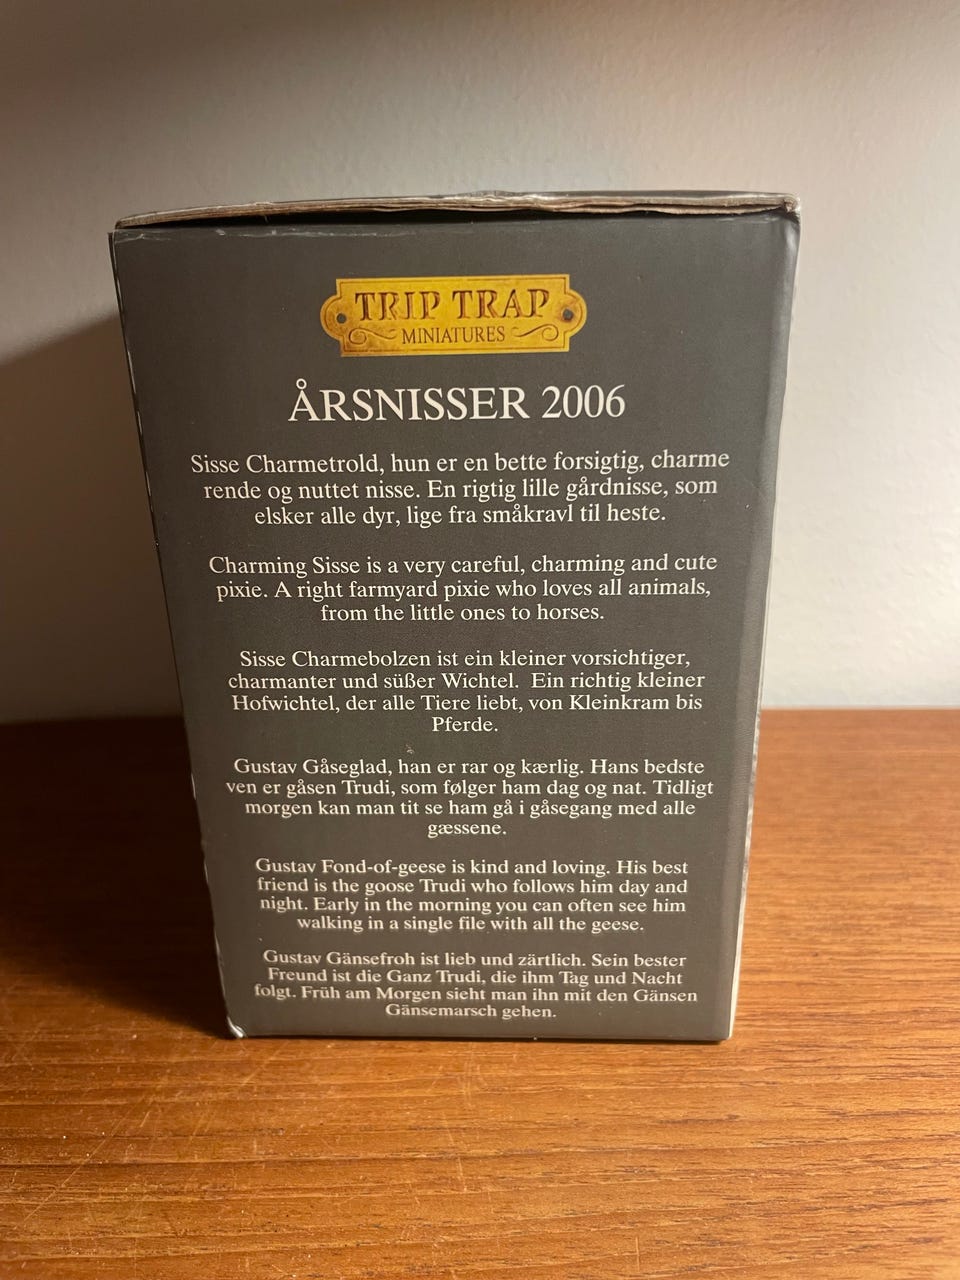 TRIP TRAP
MINIATURES
ÅRSNISSER 2006
Sisse Charmetrold, hun er en bette forsigtig, charme
rende og nuttet nisse. En rigtig lille gårdnisse, som
elsker alle dyr, lige fra småkravl til heste.
Charming Sisse is a very careful, charming and cute
pixie. A right farmyard pixie who loves all animals,
from the little ones to horses.
Sisse Charmebolzen ist ein kleiner vorsichtiger,
charmanter und süßer Wichtel. Ein richtig kleiner
Hofwichtel, der alle Tiere liebt, von Kleinkram bis
Pferde.
Gustav Gåseglad, han er rar og kærlig. Hans bedste
ven er gåsen Trudi, som følger ham dag og nat. Tidligt
morgen kan man tit se ham gå i gåsegang med alle
gæssene.
Gustav Fond-of-geese is kind and loving. His best
friend is the goose Trudi who follows him day and
night. Early in the morning you can often see him
walking in a single file with all the geese.
Gustav Gänsefroh ist lieb und zärtlich. Sein bester
Freund ist die Ganz Trudi, die ihm Tag und Nacht
folgt. Früh am Morgen sieht man ihn mit den Gänsen
Gänsemarsch gehen.